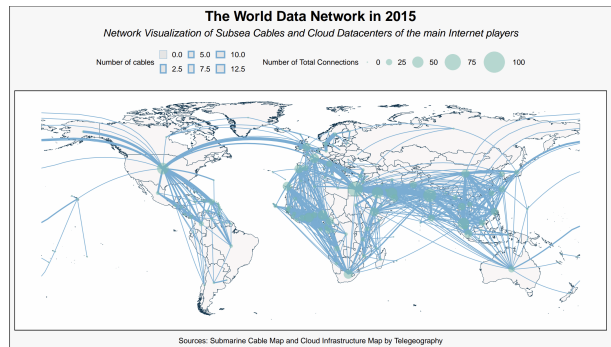 The World Data Network in 2015
Network Visualization of Subsea Cables and Cloud Datacenters of the main Internet players
Number of cables 0.0 5.0 10.0 Number of Total Connections 0 25 50 75 100
2.5 7.5 12.5
Sources: Submarine Cable Map and Cloud Infrastructure Map by Telegeography